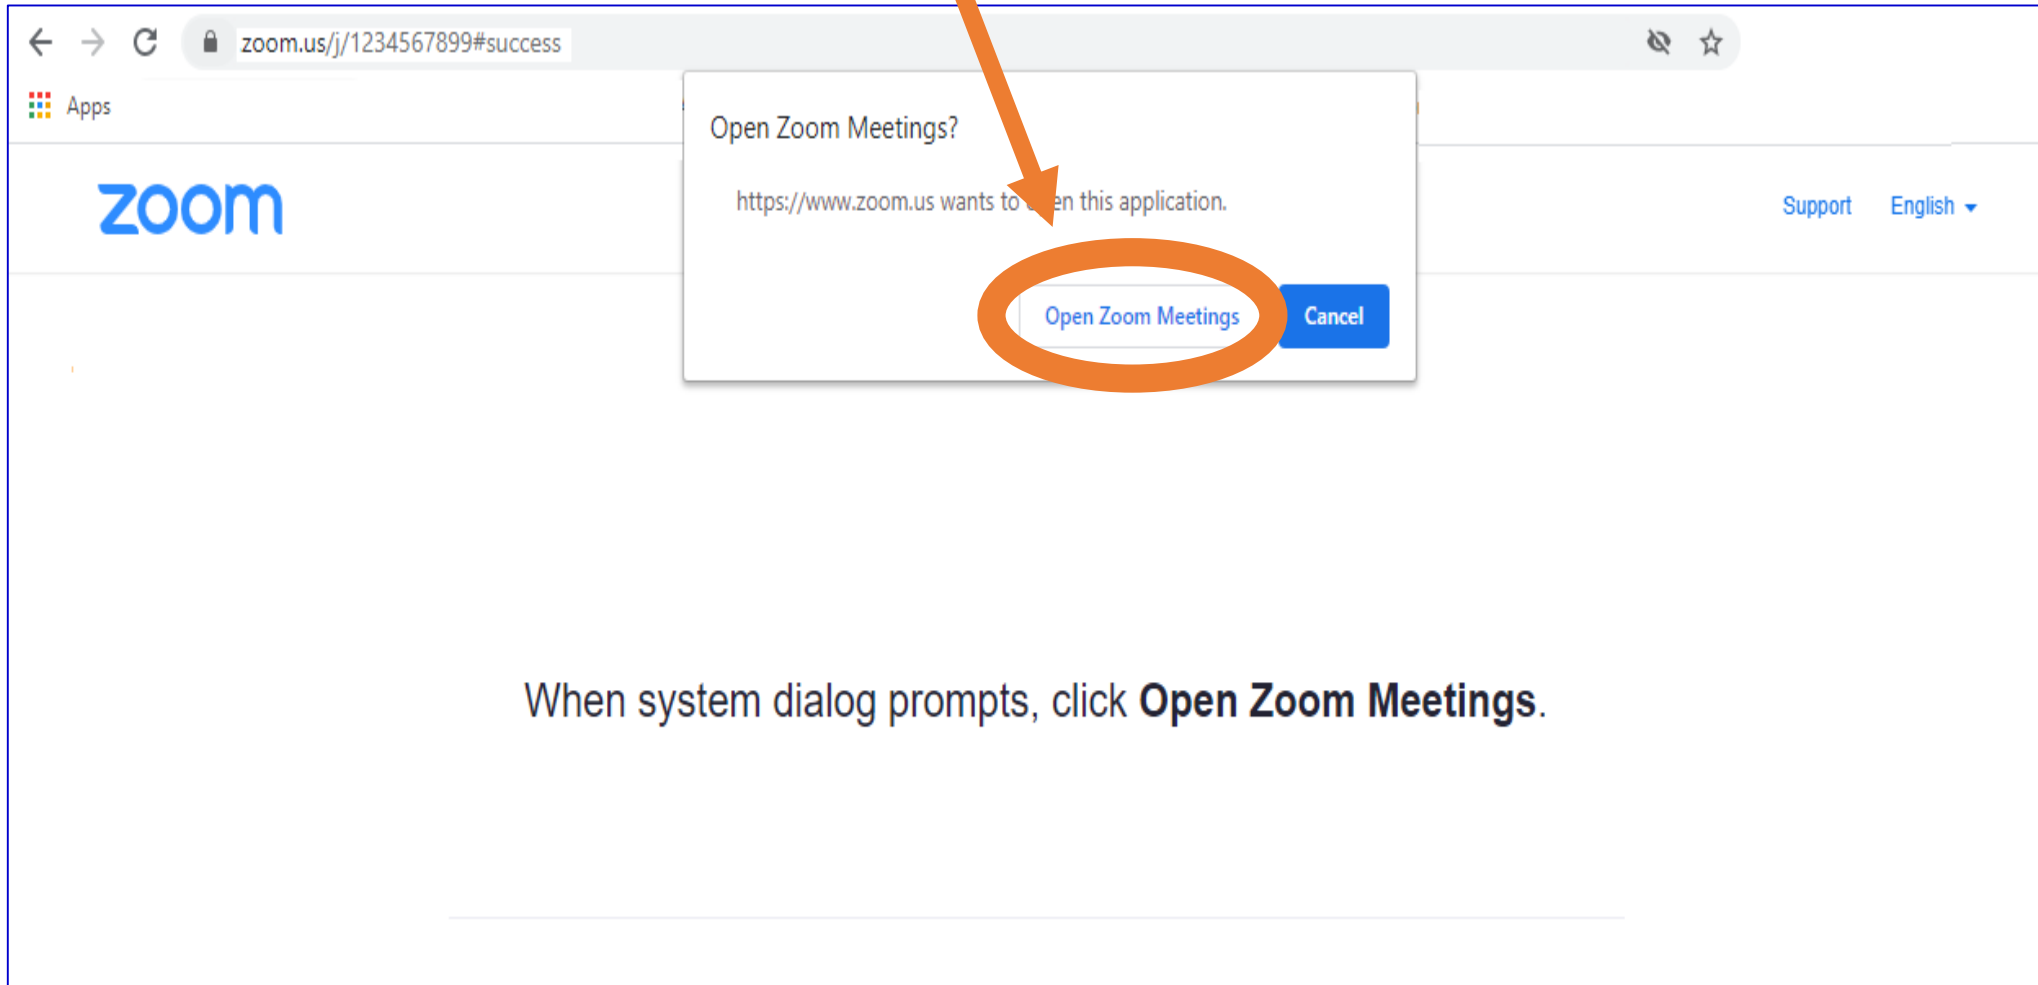 zoom.us/j/1234567899#success
Apps
Open Zoom Meetings?
https://www.zoom.us wants to open this application.
Open Zoom Meetings
Cancel
zoom
Support English
When system dialog prompts, click Open Zoom Meetings.